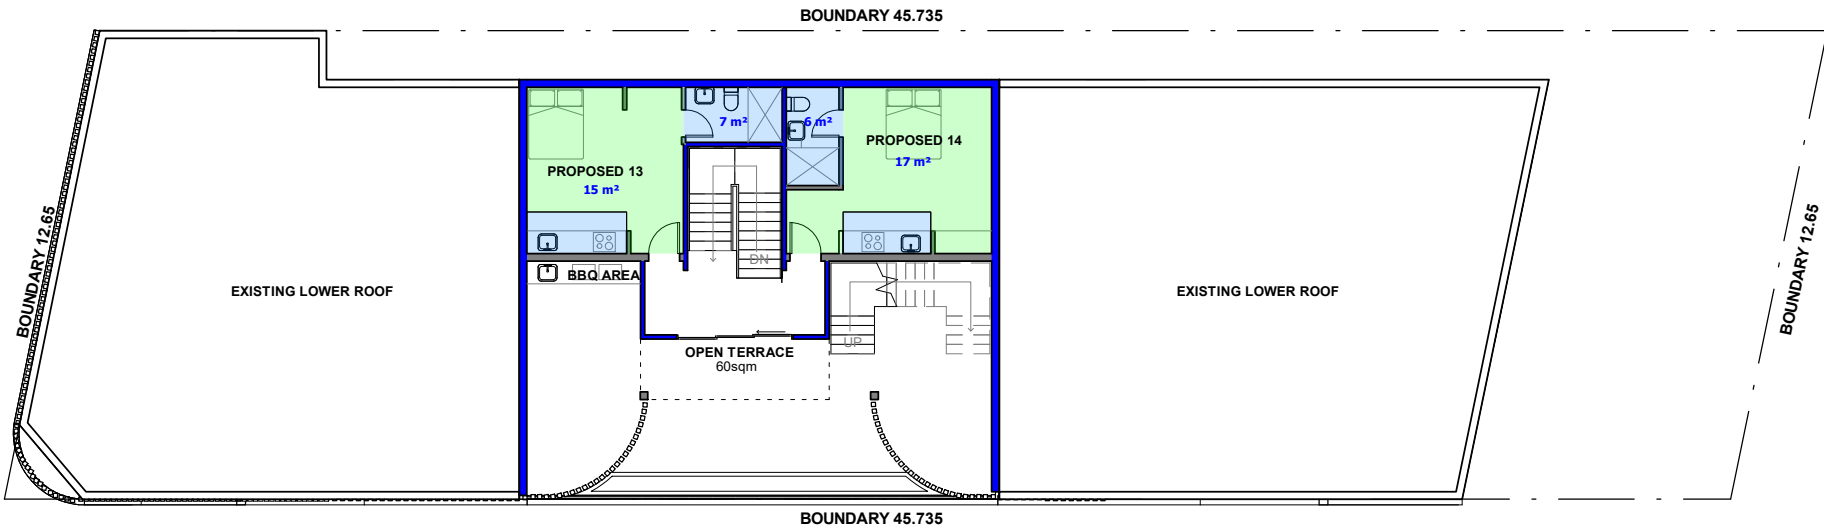 BOUNDARY 45.735
7 m²
6 m²
PROPOSED 14
17 m²
PROPOSED 13
15 m²
BOUNDARY 12.65
BOUNDARY 12.65
DN
BBQ AREA
EXISTING LOWER ROOF
EXISTING LOWER ROOF
UP
OPEN TERRACE
60sqm
BOUNDARY 45.735